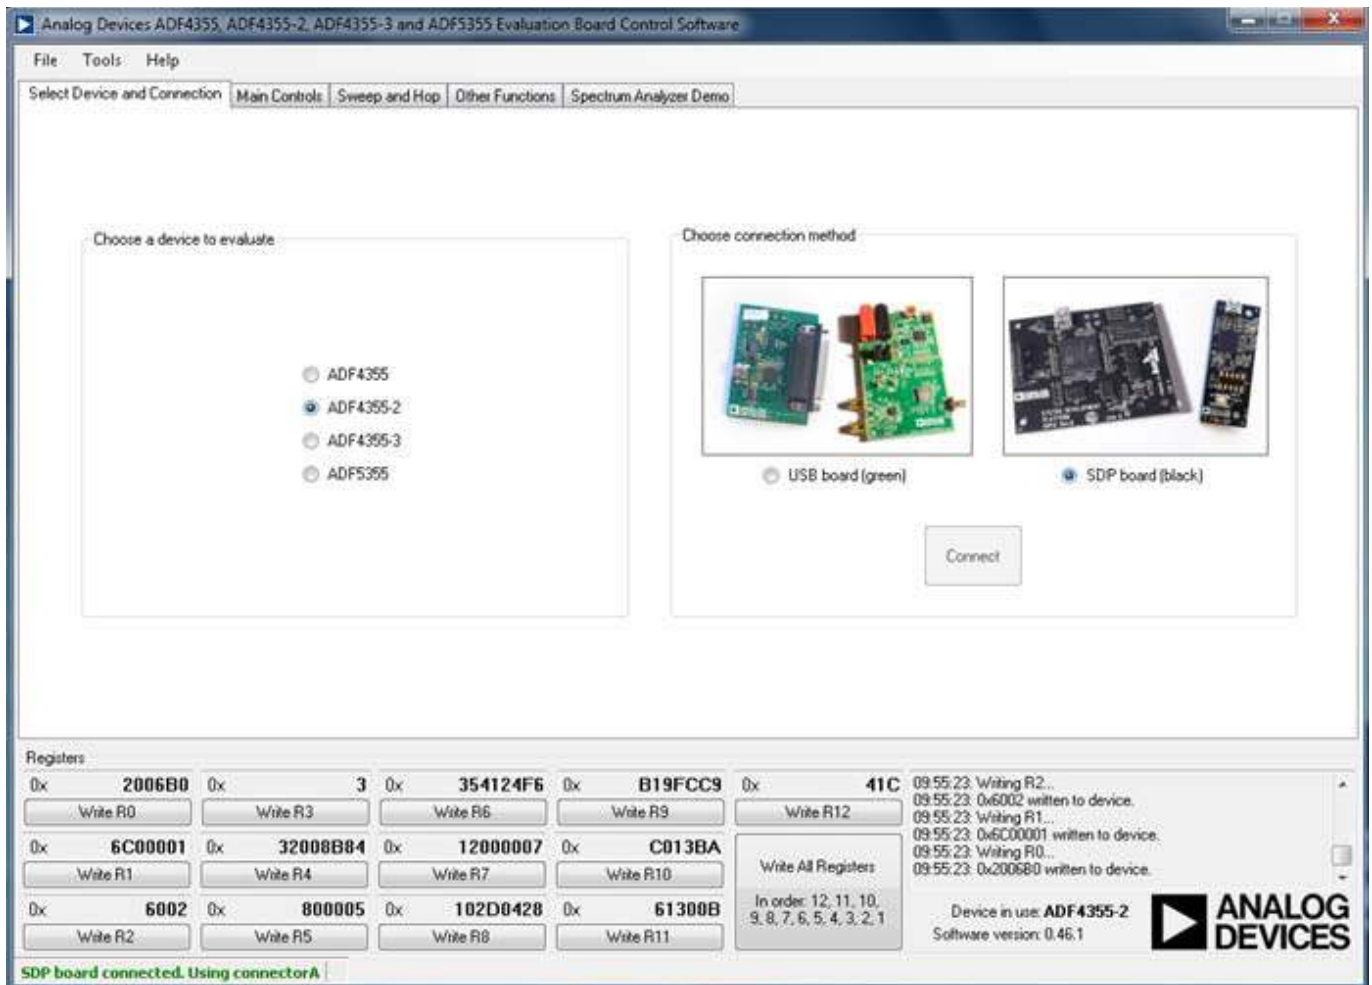 Analog Devices ADF4355, ADF4355-2, ADF4355-3 and ADF5355 Evaluation Board Control Software
File Tools Help
Select Device and Connection Main Controls Sweep and Hop Other Functions Spectrum Analyzer Demo
Choose a device to evaluate
ADF4355
ADF4355-2
ADF4355-3
ADF5355
Choose connection method
USB board (green)
SDP board (black)
Connect
Registers
0x 2006B0 0x 3 0x 354124F6 0x B19FCC9 0x 41C
Write R0 Write R3 Write R6 Write R9 Write R12
0x 6C00001 0x 32008B84 0x 12000007 0x C013BA
Write R1 Write R4 Write R7 Write R10
0x 6002 0x 800005 0x 102D0428 0x 61300B
Write R2 Write R5 Write R8 Write R11
Write All Registers
In order: 12, 11, 10,
9, 8, 7, 6, 5, 4, 3, 2, 1
09:55:23: Writing R2...
09:55:23: 0x6002 written to device.
09:55:23: Writing R1...
09:55:23: 0x6C00001 written to device.
09:55:23: Writing R0...
09:55:23: 0x2006B0 written to device.
Device in use: ADF4355-2
Software version: 0.46.1
ANALOG
DEVICES
SDP board connected. Using connectorA